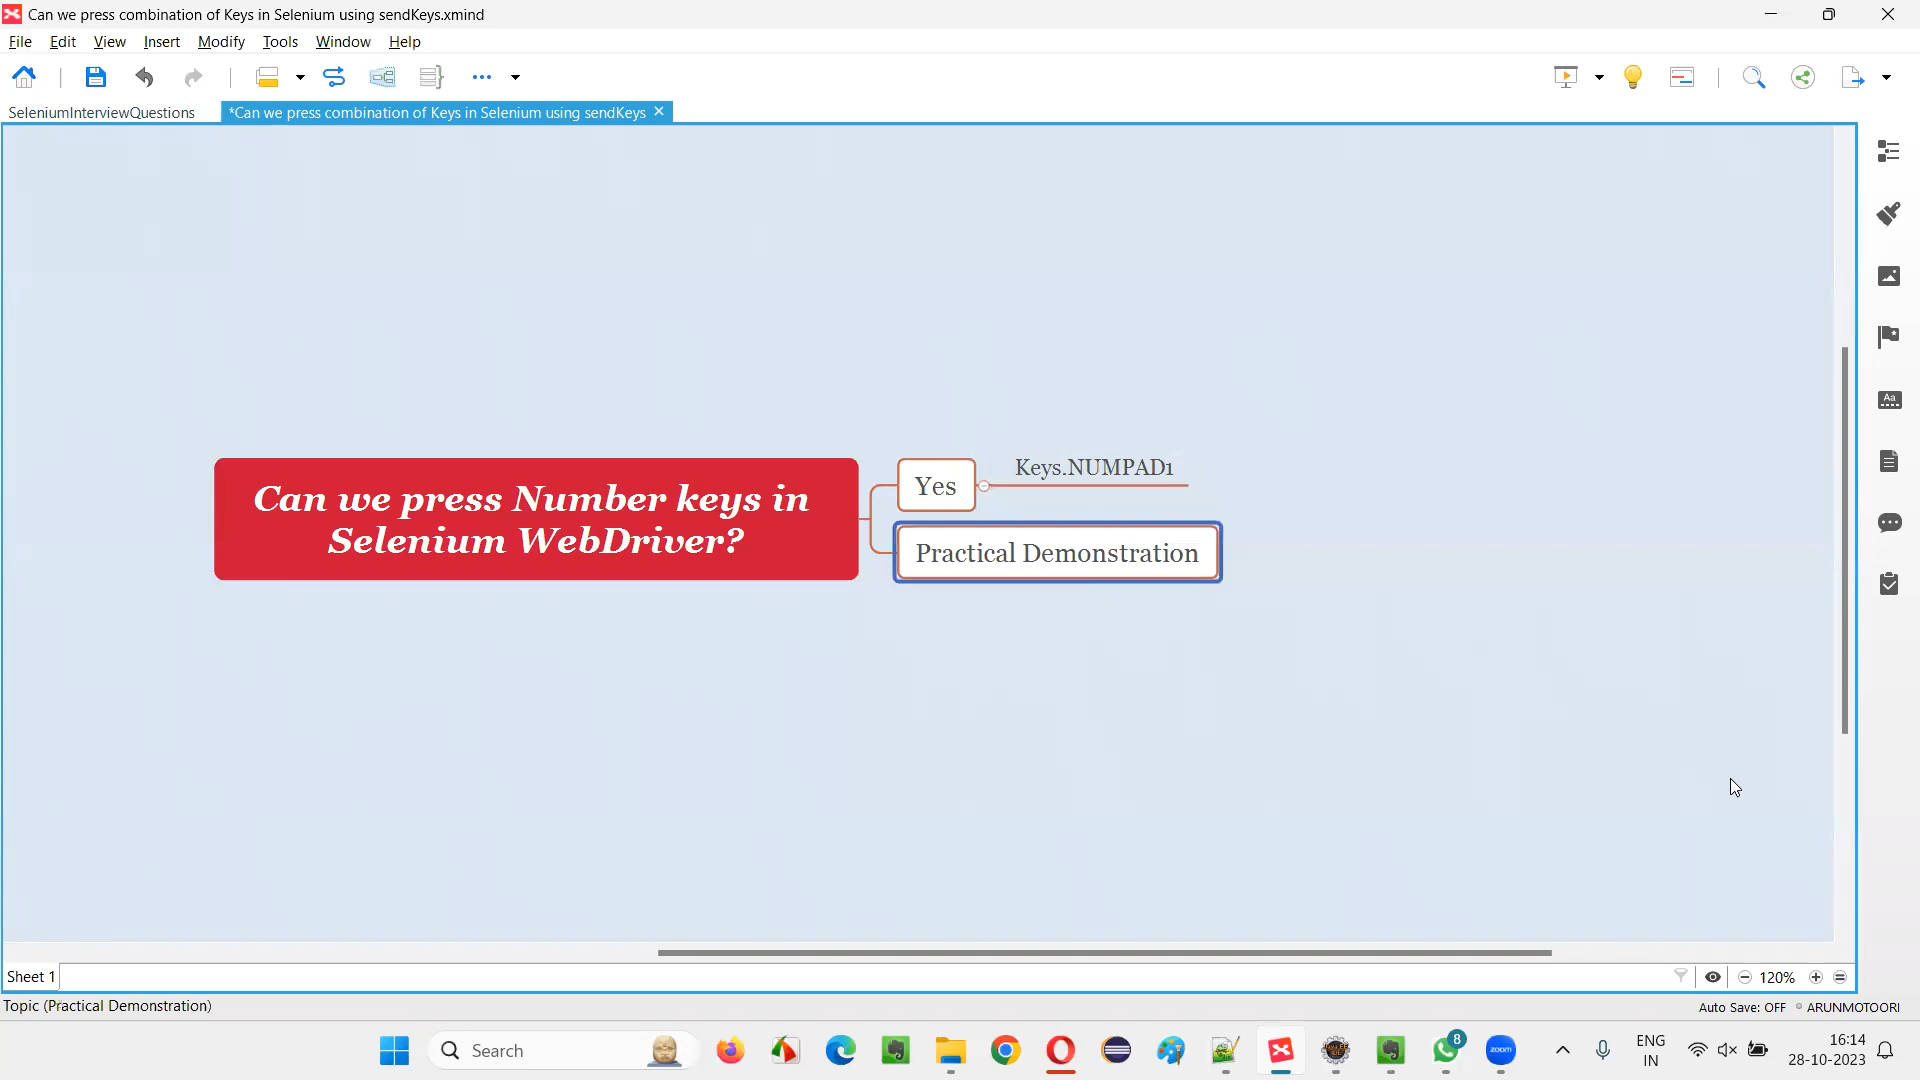 Can we press combination of Keys in Selenium using sendKeys.xmind
File Edit View Insert Modify Tools Window Help
SeleniumInterviewQuestions *Can we press combination of Keys in Selenium using sendKeys
Can we press Number keys in
Selenium WebDriver?
Yes
Keys.NUMPAD1
Practical Demonstration
Aa
Sheet 1
120%
Topic (Practical Demonstration)
Auto Save: OFF ARUNMOTOORI
Search
8
zoom
ENG
IN
16:14
28-10-2023